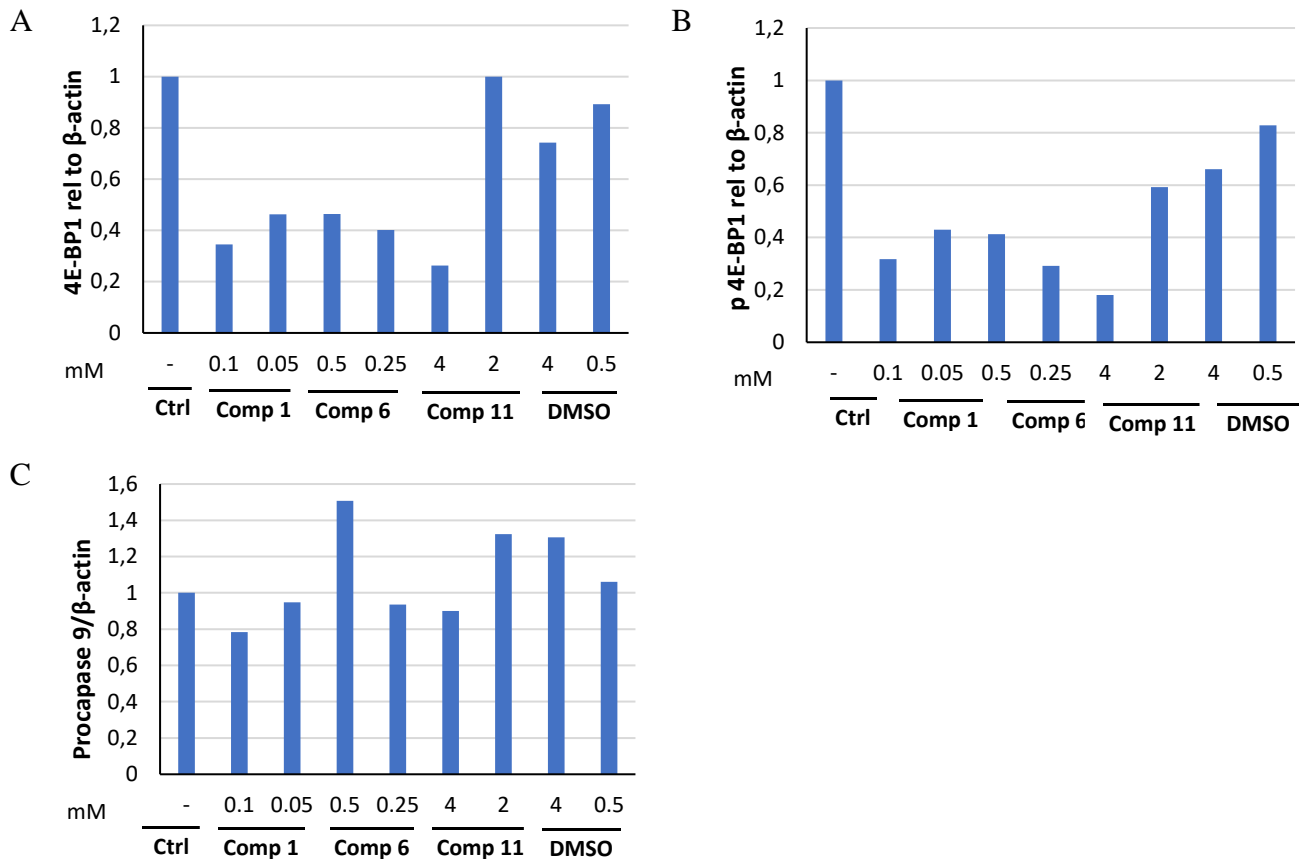 A
4E-BP1 rel to β-actin
1,2
1
0,8
0,6
0,4
0,2
0
mM - 0.1 0.05 0.5 0.25 4 2 4 0.5
Ctrl Comp 1 Comp 6 Comp 11 DMSO
B
p 4E-BP1 rel to β-actin
1,2
1
0,8
0,6
0,4
0,2
0
mM - 0.1 0.05 0.5 0.25 4 2 4 0.5
Ctrl Comp 1 Comp 6 Comp 11 DMSO
C
Procapase 9/β-actin
1,6
1,4
1,2
1
0,8
0,6
0,4
0,2
0
mM - 0.1 0.05 0.5 0.25 4 2 4 0.5
Ctrl Comp 1 Comp 6 Comp 11 DMSO